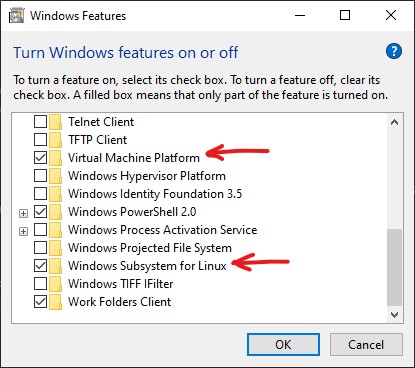 Windows Features
Turn Windows features on or off
To turn a feature on, select its check box. To turn a feature off, clear its
check box. A filled box means that only part of the feature is turned on.
Telnet Client
TFTP Client
Virtual Machine Platform
Windows Hypervisor Platform
Windows Identity Foundation 3.5
Windows PowerShell 2.0
Windows Process Activation Service
Windows Projected File System
Windows Subsystem for Linux
Windows TIFF IFilter
Work Folders Client
OK
Cancel